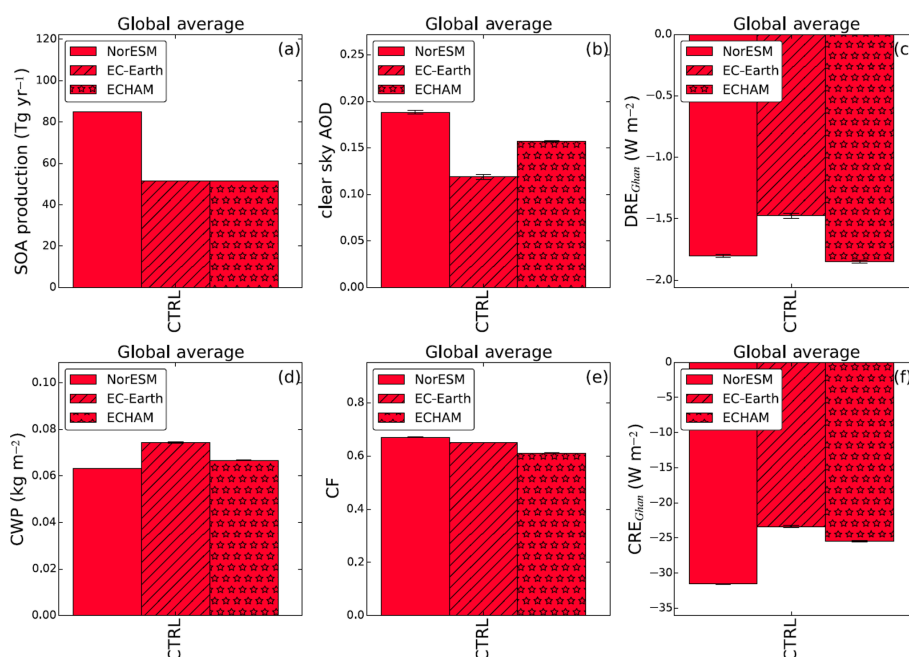 Global average
(a)
NorESM
EC-Earth
ECHAM
SOA production (Tg yr⁻¹)
120
100
80
60
40
20
0
CTRL
Global average
(b)
NorESM
EC-Earth
ECHAM
clear sky AOD
0.25
0.20
0.15
0.10
0.05
0.00
CTRL
Global average
(c)
NorESM
EC-Earth
ECHAM
DRE_Ghan (W m⁻²)
0.0
−0.5
−1.0
−1.5
−2.0
CTRL
Global average
(d)
NorESM
EC-Earth
ECHAM
CWP (kg m⁻²)
0.10
0.08
0.06
0.04
0.02
0.00
CTRL
Global average
(e)
NorESM
EC-Earth
ECHAM
CF
0.8
0.6
0.4
0.2
0.0
CTRL
Global average
(f)
NorESM
EC-Earth
ECHAM
CRE_Ghan (W m⁻²)
0
−5
−10
−15
−20
−25
−30
−35
CTRL